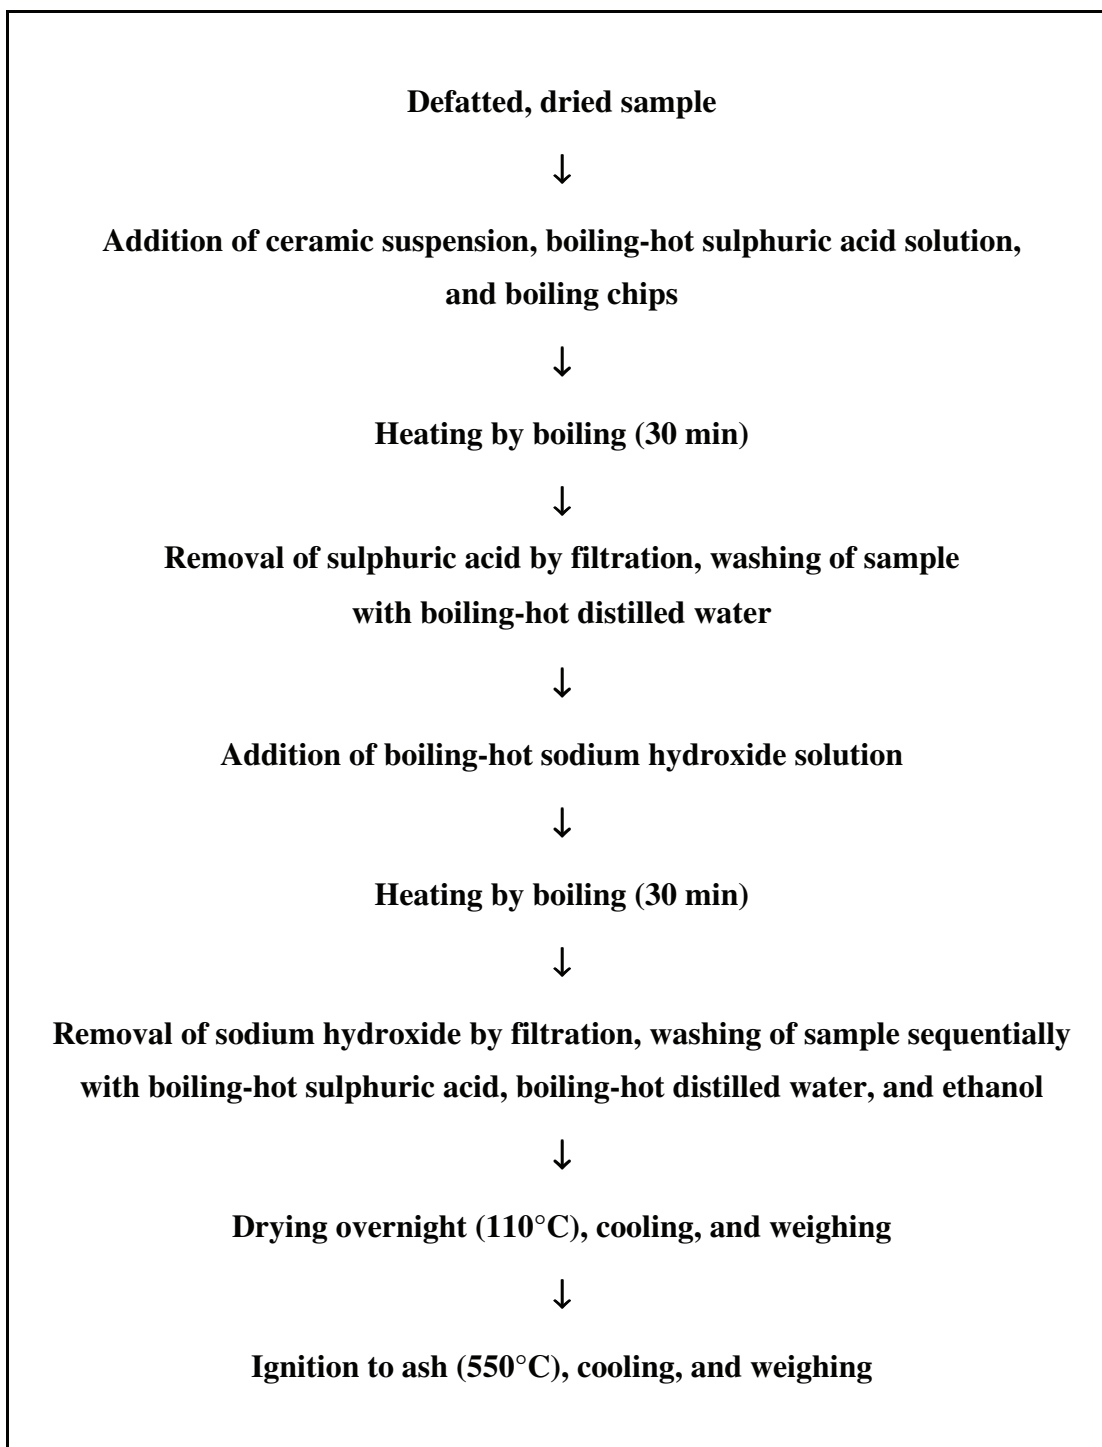 Defatted, dried sample
↓
Addition of ceramic suspension, boiling-hot sulphuric acid solution,
and boiling chips
↓
Heating by boiling (30 min)
↓
Removal of sulphuric acid by filtration, washing of sample
with boiling-hot distilled water
↓
Addition of boiling-hot sodium hydroxide solution
↓
Heating by boiling (30 min)
↓
Removal of sodium hydroxide by filtration, washing of sample sequentially
with boiling-hot sulphuric acid, boiling-hot distilled water, and ethanol
↓
Drying overnight (110°C), cooling, and weighing
↓
Ignition to ash (550°C), cooling, and weighing